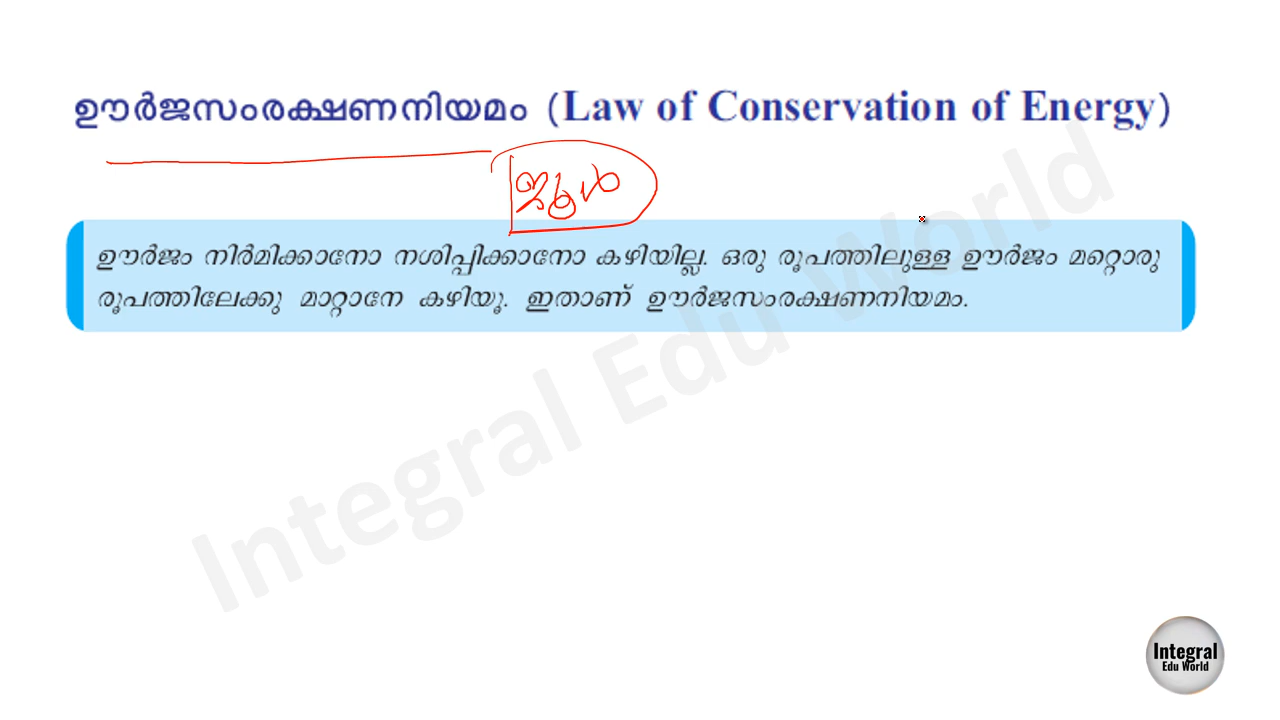 ഊർജസംരക്ഷണനിയമം (Law of Conservation of Energy)
ജൂൾ
ഊർജം നിർമിക്കാനോ നശിപ്പിക്കാനോ കഴിയില്ല. ഒരു രൂപത്തിലുള്ള ഊർജം മറ്റൊരു
രൂപത്തിലേക്കു മാറ്റാനേ കഴിയൂ. ഇതാണ് ഊർജസംരക്ഷണനിയമം.
Integral Edu World
Integral
Edu World